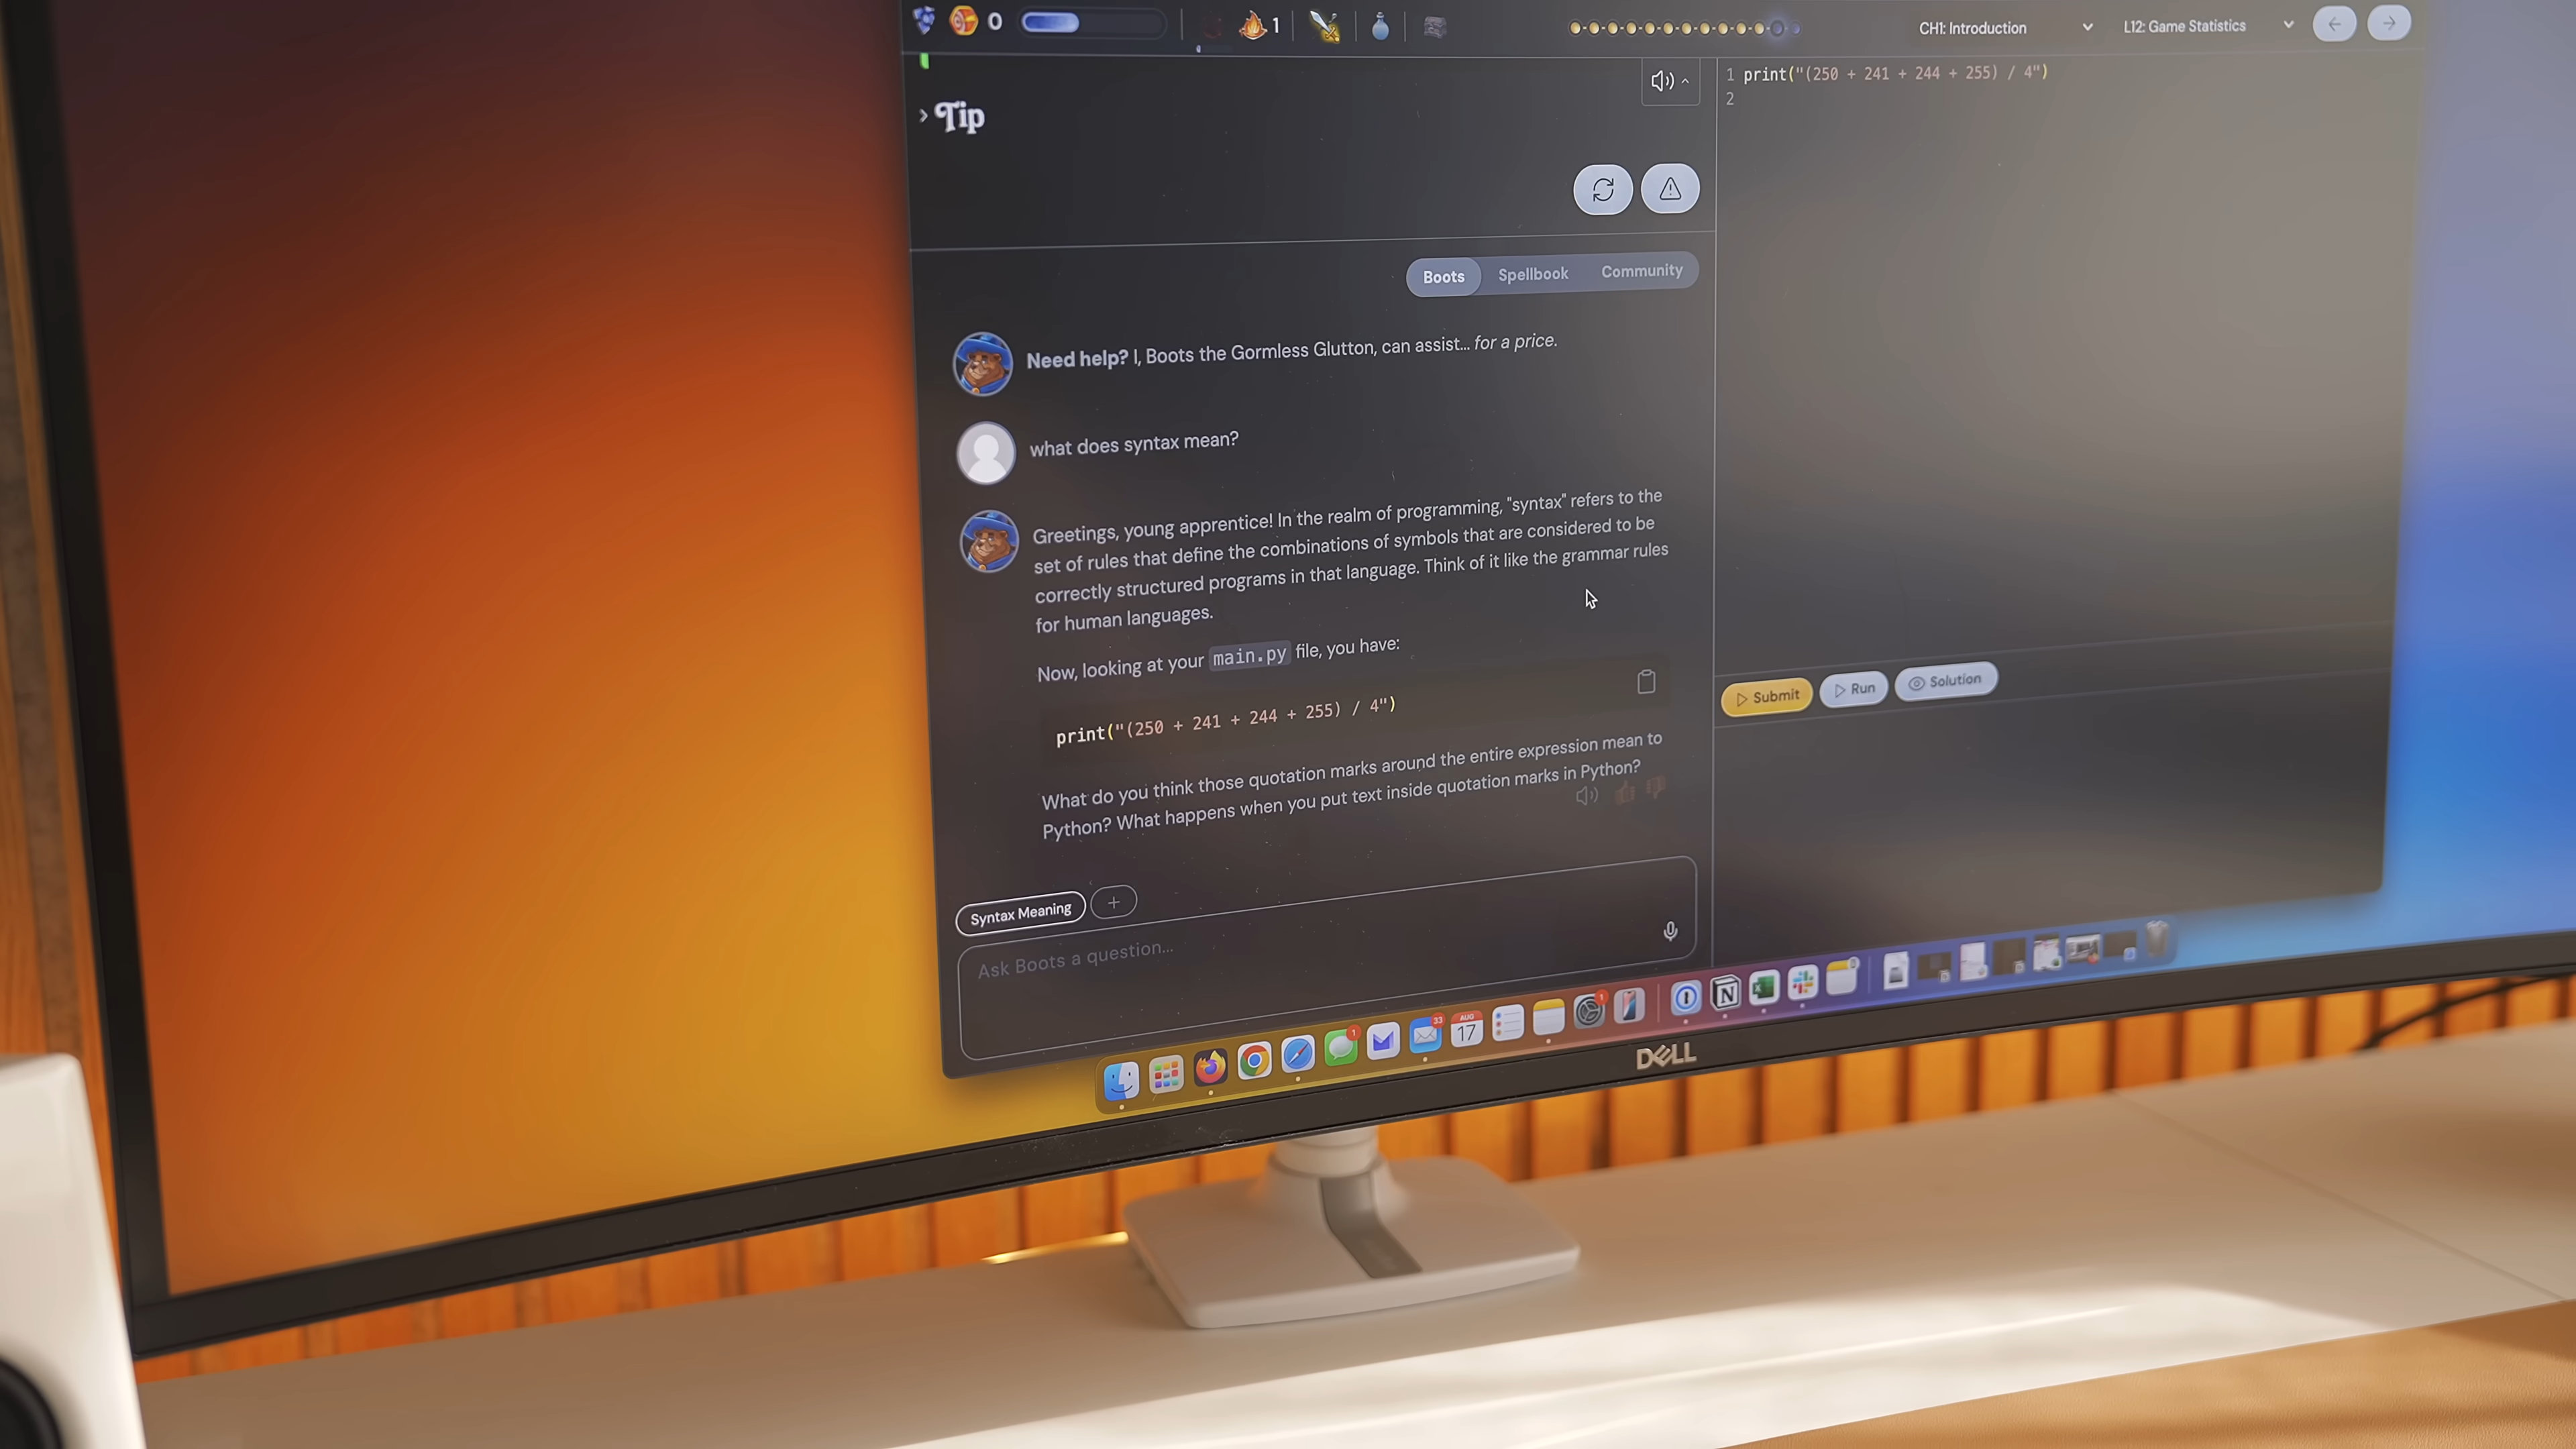 0
1
CH1: Introduction
L12: Game Statistics
Tip
1 print("(250 + 241 + 244 + 255) / 4")
2
Boots
Spellbook
Community
Need help? I, Boots the Gormless Glutton, can assist... for a price.
what does syntax mean?
Greetings, young apprentice! In the realm of programming, "syntax" refers to the
set of rules that define the combinations of symbols that are considered to be
correctly structured programs in that language. Think of it like the grammar rules
for human languages.
Now, looking at your main.py file, you have:
print("(250 + 241 + 244 + 255) / 4")
What do you think those quotation marks around the entire expression mean to
Python? What happens when you put text inside quotation marks in Python?
Submit
Run
Solution
Syntax Meaning
+
Ask Boots a question...
1
33
AUG
17
1
N
DELL